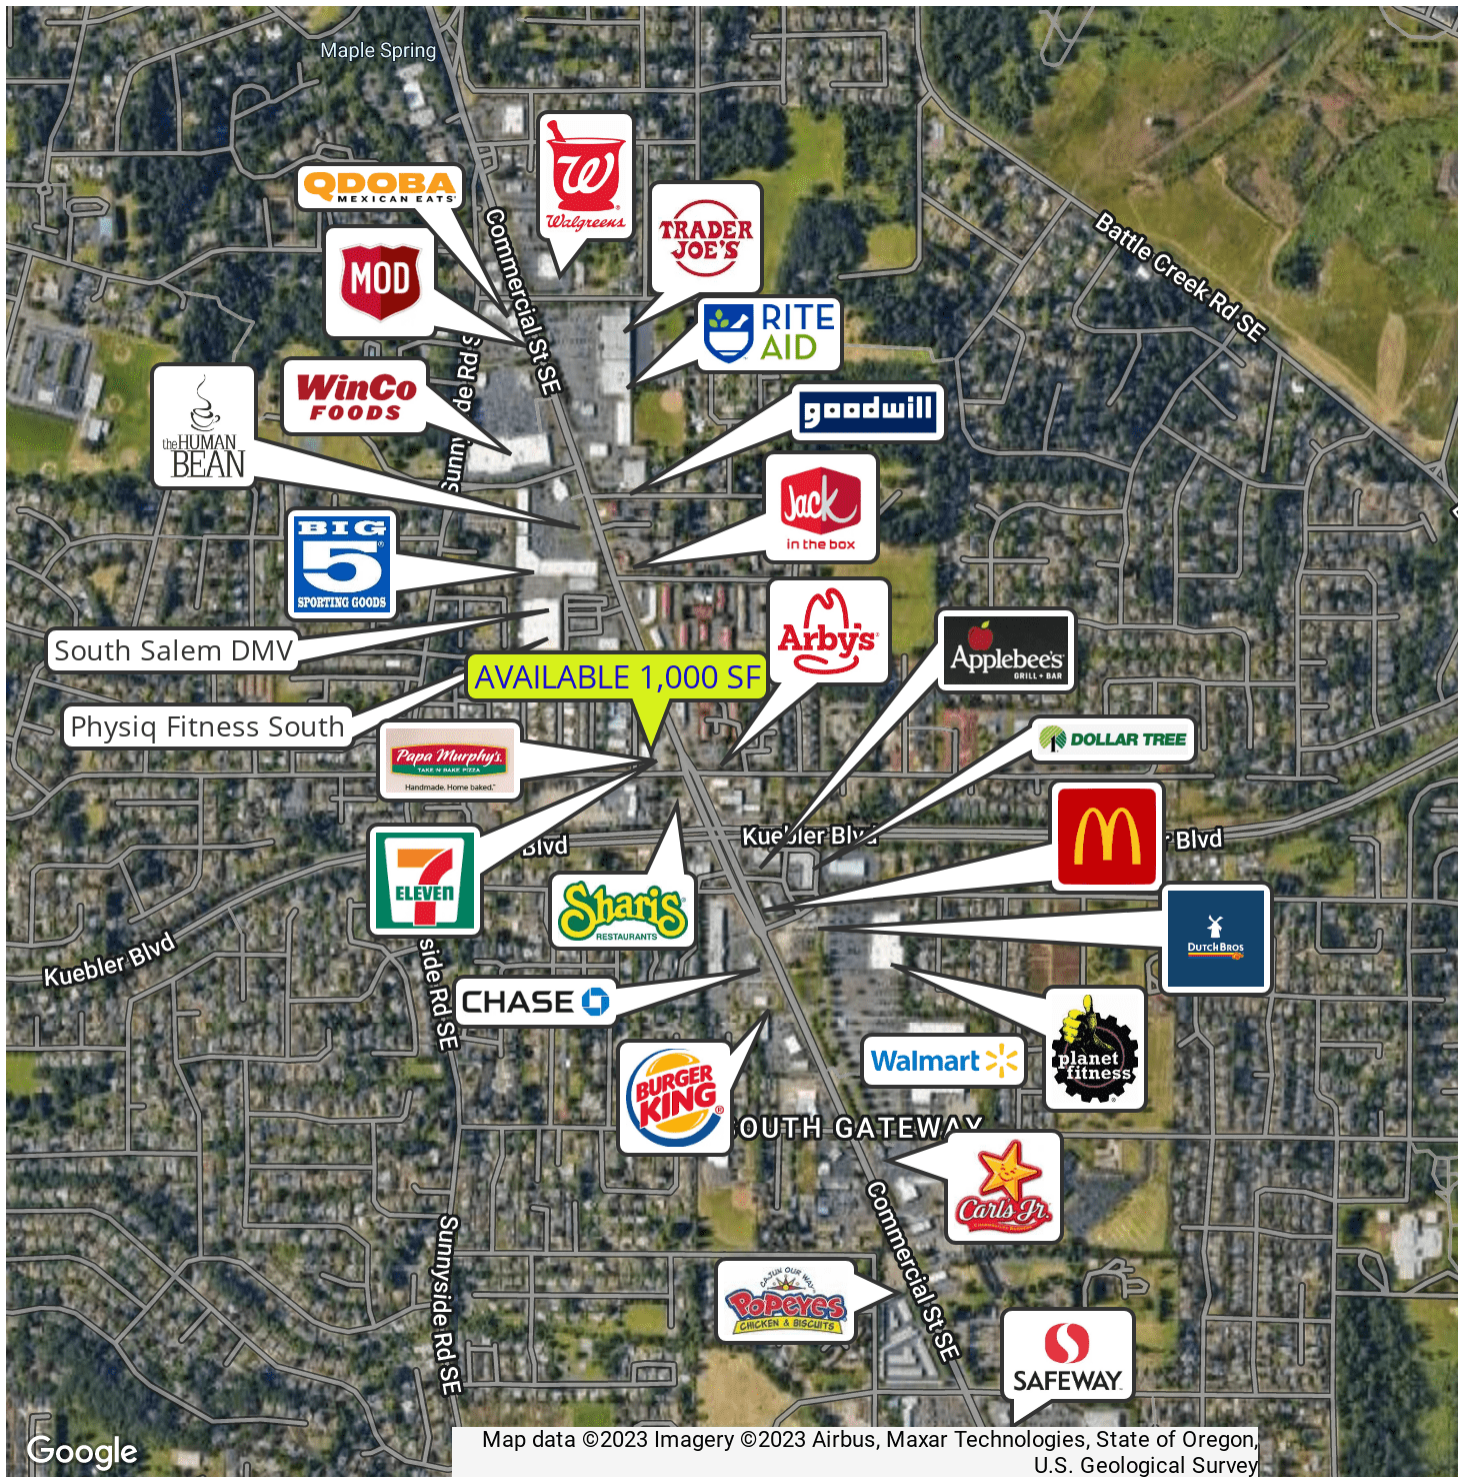 Maple Spring
QDOBA
MEXICAN EATS
Walgreens
MOD
TRADER
JOE'S
Commercial St SE
Battle Creek Rd SE
RITE
AID
WinCo
FOODS
goodwill
the HUMAN
BEAN
Jack
in the box
BIG
5
SPORTING GOODS
Arby's
South Salem DMV
Applebee's
GRILL + BAR
AVAILABLE 1,000 SF
Physiq Fitness South
DOLLAR TREE
Papa Murphy's
TAKE 'N' BAKE PIZZA
Handmade. Home baked.
Kuebler Blvd
Blvd
Blvd
7
ELEVEN
Sharis
RESTAURANTS
DUTCH BROS
Kuebler Blvd
side Rd SE
CHASE
Walmart
planet
fitness
BURGER
KING
OUTH GATEWAY
Carl's Jr.
Commercial St SE
Sunnyside Rd SE
CAJUN OUR WAY
POPEYES
CHICKEN & BISCUITS
SAFEWAY
Google
Map data ©2023 Imagery ©2023 Airbus, Maxar Technologies, State of Oregon,
U.S. Geological Survey